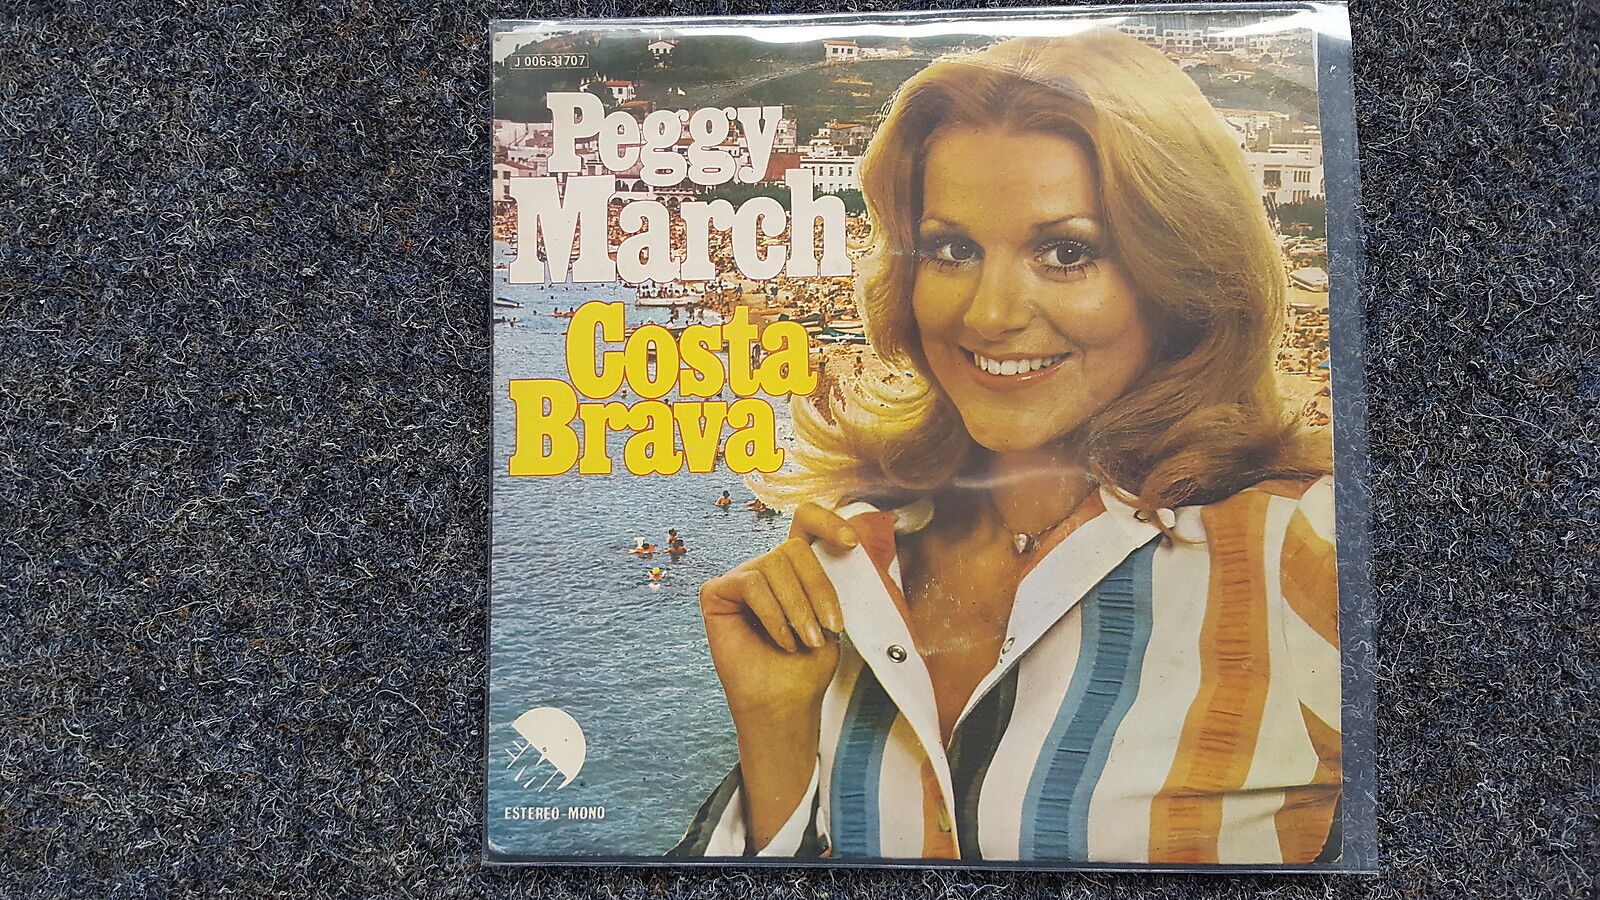 J 006-31707
Peggy
March
Costa
Brava
ESTEREO-MONO